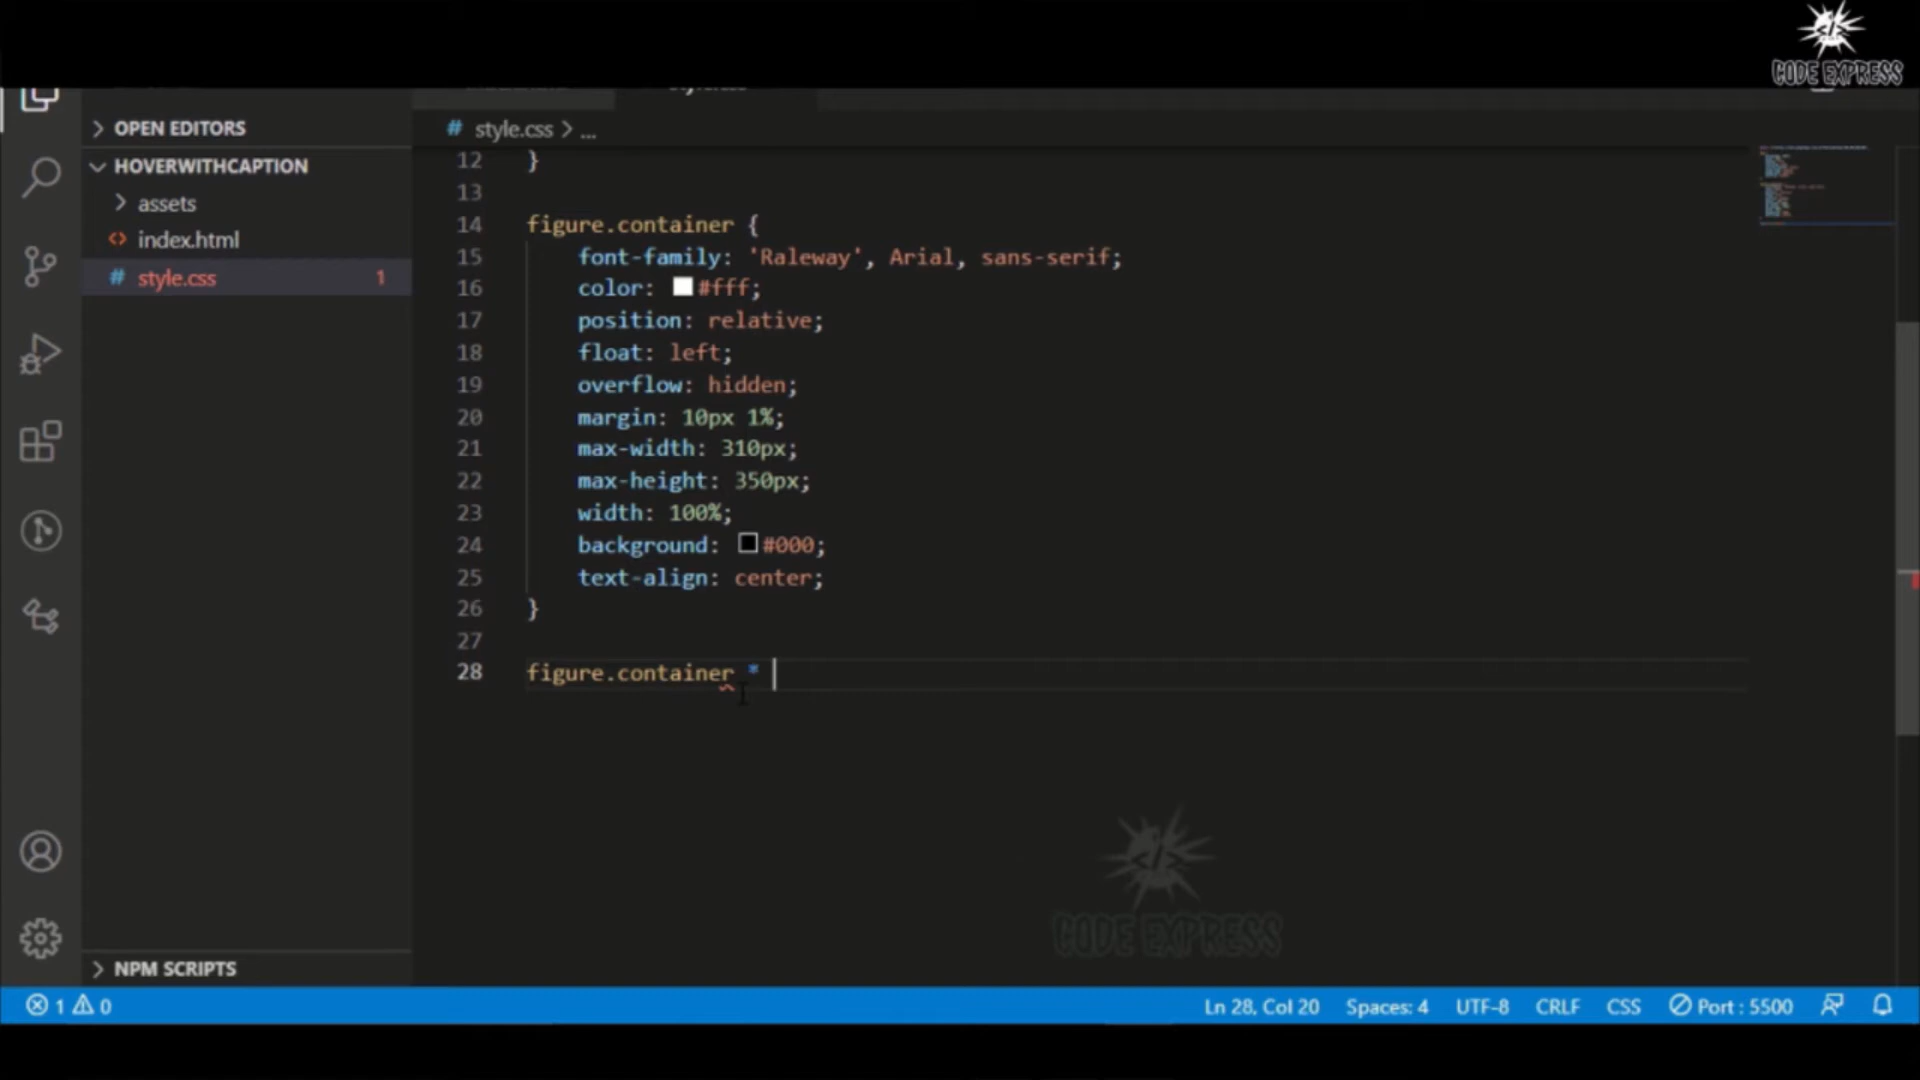 CODE EXPRESS
OPEN EDITORS
HOVERWITHCAPTION
assets
index.html
style.css 1
NPM SCRIPTS
# style.css > ...
12 }
13
14 figure.container {
15 font-family: 'Raleway', Arial, sans-serif;
16 color: #fff;
17 position: relative;
18 float: left;
19 overflow: hidden;
20 margin: 10px 1%;
21 max-width: 310px;
22 max-height: 350px;
23 width: 100%;
24 background: #000;
25 text-align: center;
26 }
27
28 figure.container *
CODE EXPRESS
1 0
Ln 28, Col 20 Spaces: 4 UTF-8 CRLF CSS Port : 5500